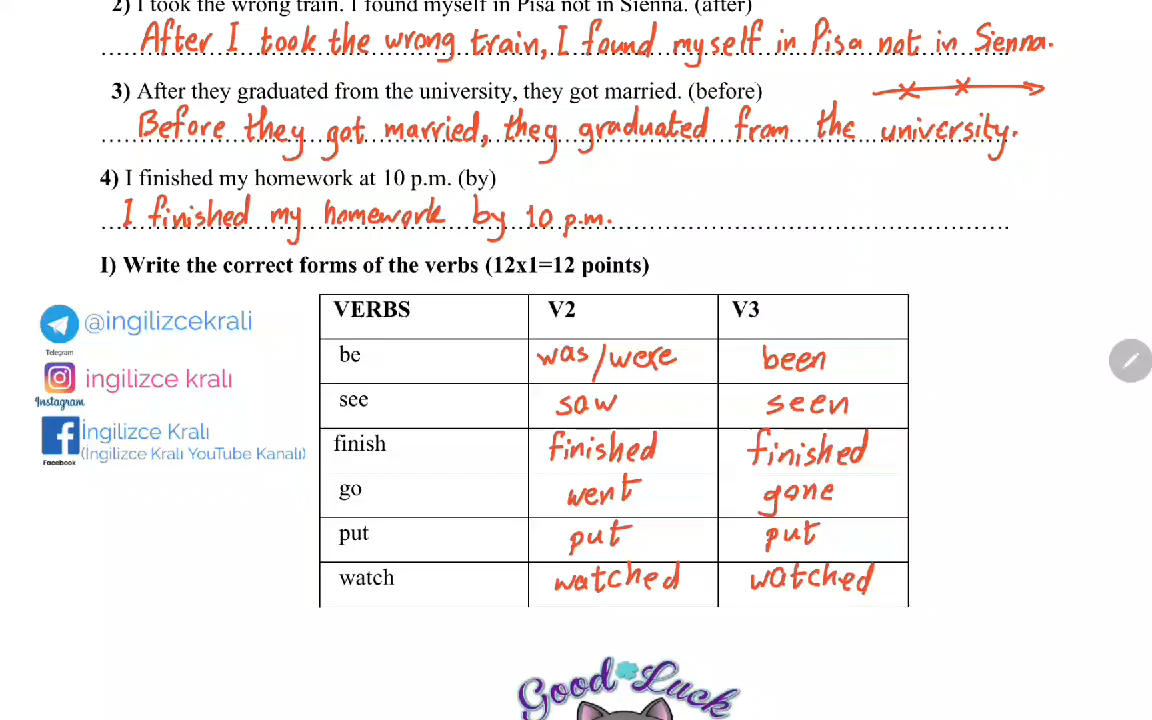 2) I took the wrong train. I found myself in Pisa not in Sienna. (after)
After I took the wrong train, I found myself in Pisa not in Sienna.
3) After they graduated from the university, they got married. (before)
Before they got married, they graduated from the university.
4) I finished my homework at 10 p.m. (by)
I finished my homework by 10 p.m.
I) Write the correct forms of the verbs (12x1=12 points)
VERBS V2 V3
be was/were been
see saw seen
finish finished finished
go went gone
put put put
watch watched watched
@ingilizcekrali
Telegram
ingilizce kralı
Instagram
İngilizce Kralı
(İngilizce Kralı YouTube Kanalı)
Facebook
Good Luck